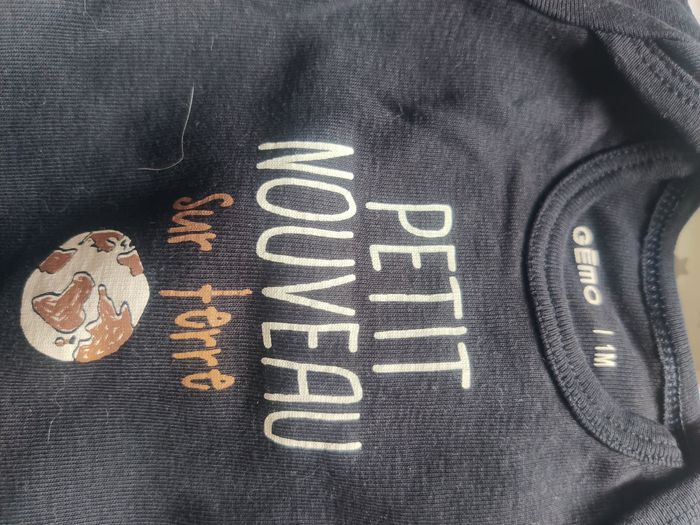 GEMO | 1M
PETIT
NOUVEAU
sur terre